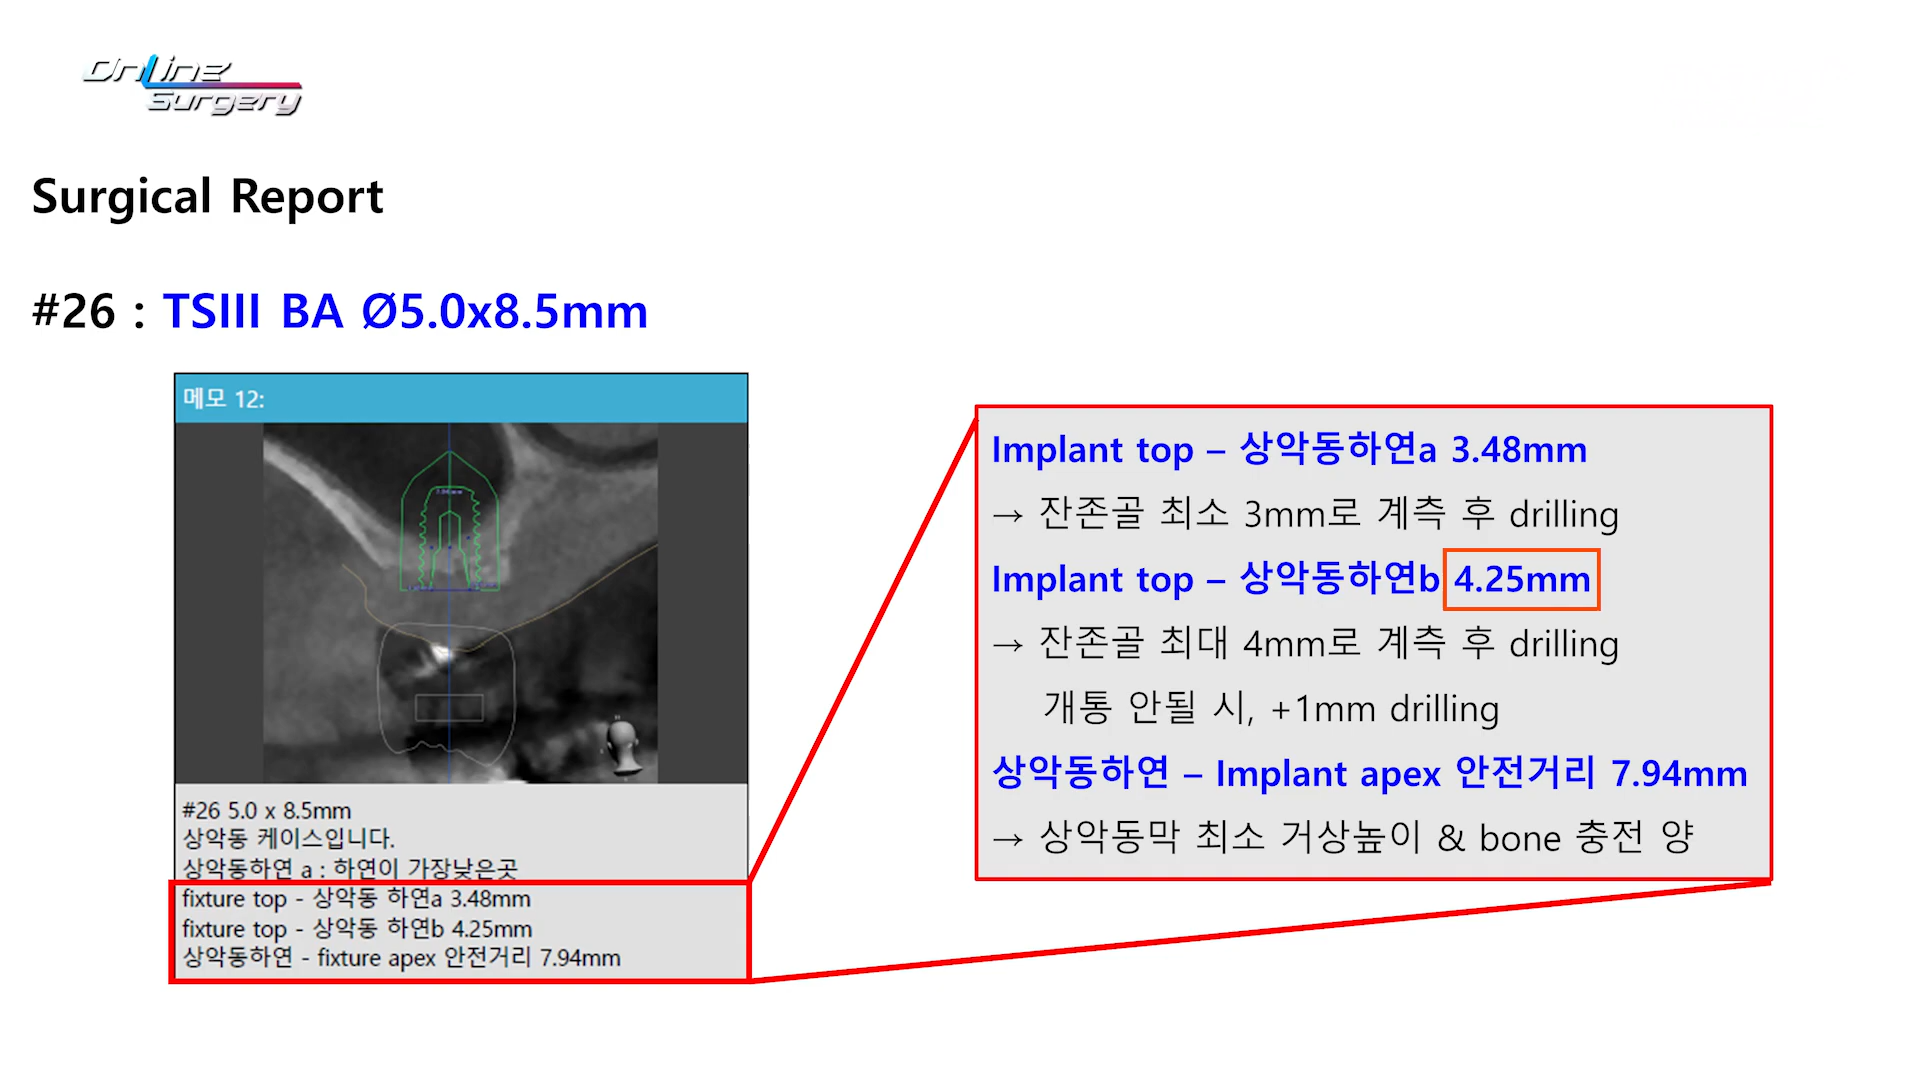 OnLine
Surgery
Surgical Report
#26 : TSIII BA Ø5.0x8.5mm
메모 12:
#26 5.0 x 8.5mm
상악동 케이스입니다.
상악동하연 a : 하연이 가장낮은곳
fixture top - 상악동 하연a 3.48mm
fixture top - 상악동 하연b 4.25mm
상악동하연 - fixture apex 안전거리 7.94mm
Implant top – 상악동하연a 3.48mm
→ 잔존골 최소 3mm로 계측 후 drilling
Implant top – 상악동하연b 4.25mm
→ 잔존골 최대 4mm로 계측 후 drilling
개통 안될 시, +1mm drilling
상악동하연 – Implant apex 안전거리 7.94mm
→ 상악동막 최소 거상높이 & bone 충전 양